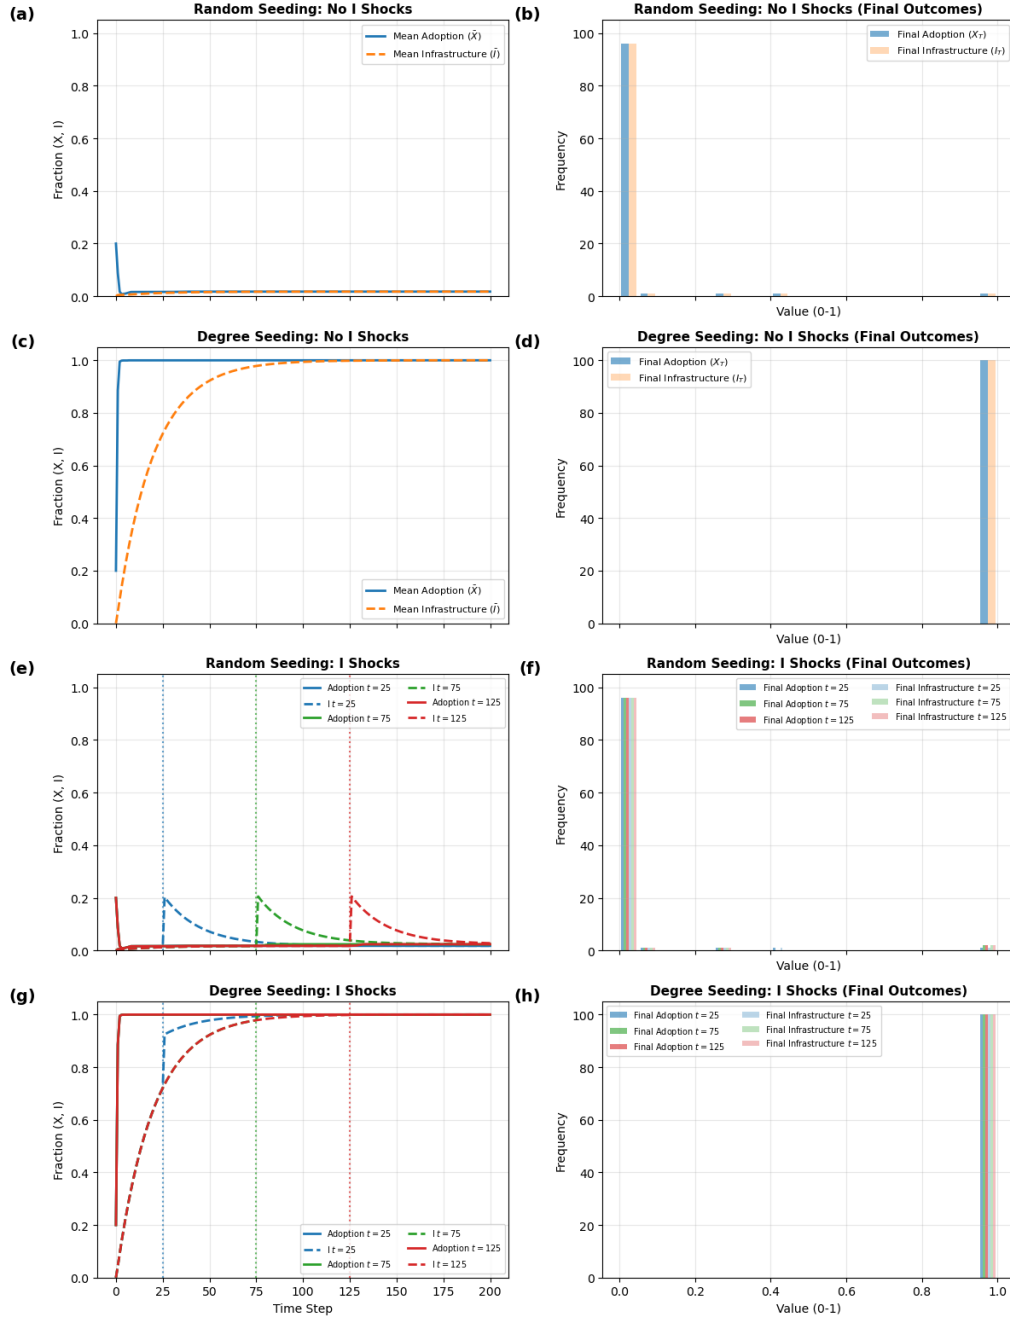 (a)
Random Seeding: No I Shocks
1.0
0.8
0.6
0.4
0.2
0.0
Fraction (X, I)
Mean Adoption (X̄)
Mean Infrastructure (Ī)
(b)
Random Seeding: No I Shocks (Final Outcomes)
100
80
60
40
20
0
Frequency
Final Adoption (X_T)
Final Infrastructure (I_T)
Value (0-1)
(c)
Degree Seeding: No I Shocks
1.0
0.8
0.6
0.4
0.2
0.0
Fraction (X, I)
Mean Adoption (X̄)
Mean Infrastructure (Ī)
(d)
Degree Seeding: No I Shocks (Final Outcomes)
100
80
60
40
20
0
Frequency
Final Adoption (X_T)
Final Infrastructure (I_T)
Value (0-1)
(e)
Random Seeding: I Shocks
1.0
0.8
0.6
0.4
0.2
0.0
Fraction (X, I)
Adoption t = 25
I t = 25
Adoption t = 75
I t = 75
Adoption t = 125
I t = 125
(f)
Random Seeding: I Shocks (Final Outcomes)
100
80
60
40
20
0
Frequency
Final Adoption t = 25
Final Adoption t = 75
Final Adoption t = 125
Final Infrastructure t = 25
Final Infrastructure t = 75
Final Infrastructure t = 125
Value (0-1)
(g)
Degree Seeding: I Shocks
1.0
0.8
0.6
0.4
0.2
0.0
Fraction (X, I)
Adoption t = 25
I t = 25
Adoption t = 75
I t = 75
Adoption t = 125
I t = 125
0 25 50 75 100 125 150 175 200
Time Step
(h)
Degree Seeding: I Shocks (Final Outcomes)
100
80
60
40
20
0
Frequency
Final Adoption t = 25
Final Adoption t = 75
Final Adoption t = 125
Final Infrastructure t = 25
Final Infrastructure t = 75
Final Infrastructure t = 125
0.0 0.2 0.4 0.6 0.8 1.0
Value (0-1)